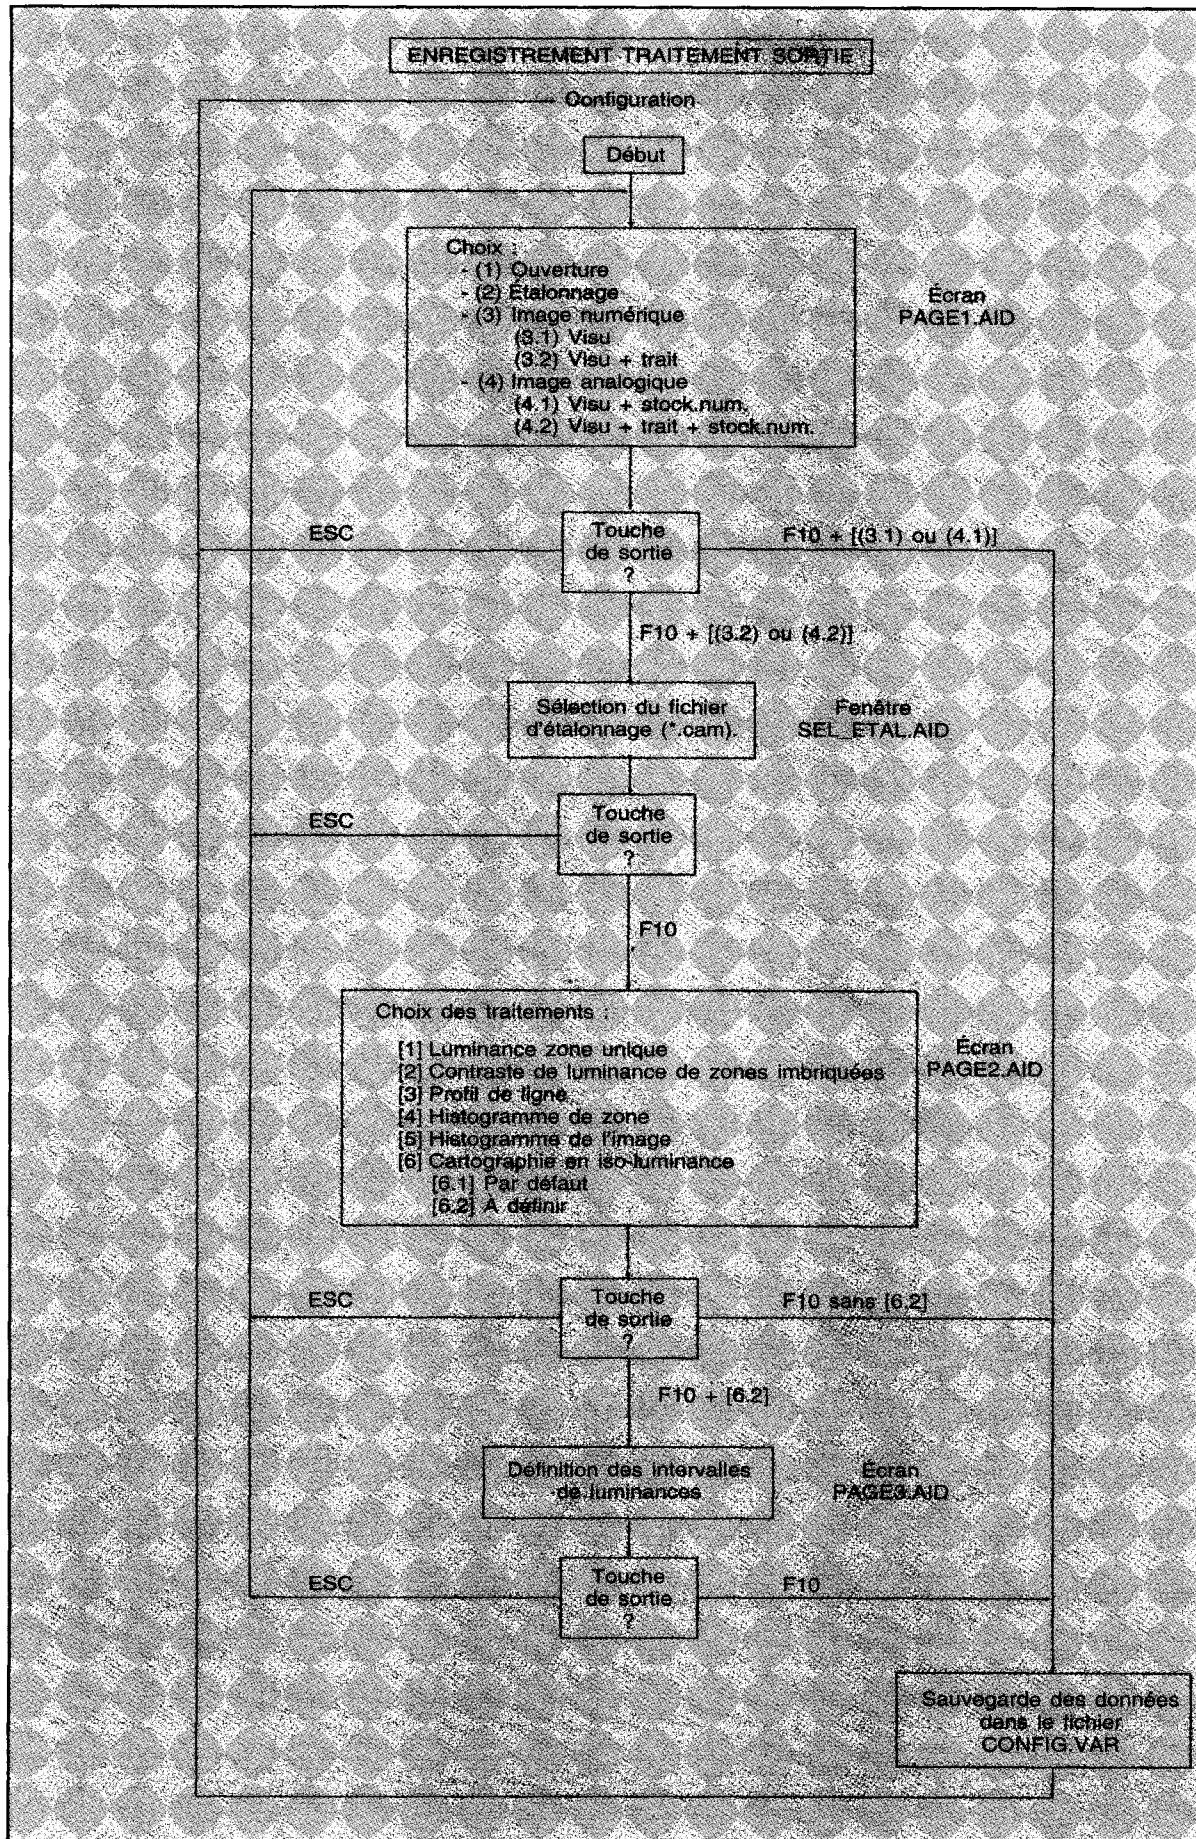 ENREGISTREMENT TRAITEMENT SORTIE
Configuration
Début
Choix :
- (1) Ouverture
- (2) Étalonnage
- (3) Image numérique
(3.1) Visu
(3.2) Visu + trait
- (4) Image analogique
(4.1) Visu + stock.num.
(4.2) Visu + trait + stock.num.
Écran
PAGE1.AID
ESC
Touche
de sortie
?
F10 + [(3.1) ou (4.1)]
F10 + [(3.2) ou (4.2)]
Sélection du fichier
d'étalonnage (*.cam).
Fenêtre
SEL_ETAL.AID
ESC
Touche
de sortie
?
F10
Choix des traitements :
[1] Luminance zone unique
[2] Contraste de luminance de zones imbriquées
[3] Profil de ligne
[4] Histogramme de zone
[5] Histogramme de l'image
[6] Cartographie en iso-luminance
[6.1] Par défaut
[6.2] A définir
Écran
PAGE2.AID
ESC
Touche
de sortie
?
F10 sans [6.2]
F10 + [6.2]
Définition des intervalles
de luminances
Écran
PAGE3.AID
ESC
Touche
de sortie
?
F10
Sauvegarde des données
dans le fichier
CONFIG.VAR